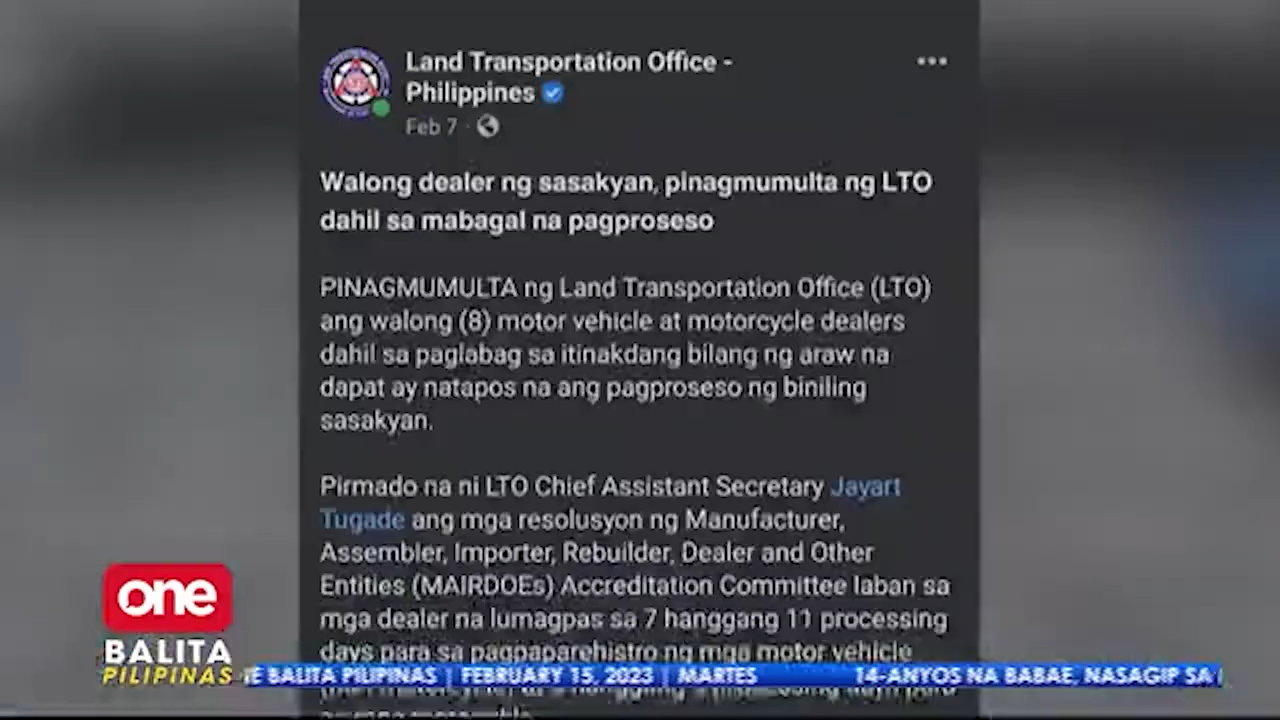 Land Transportation Office -
Philippines
Feb 7 ·
Walong dealer ng sasakyan, pinagmumulta ng LTO
dahil sa mabagal na pagproseso
PINAGMUMULTA ng Land Transportation Office (LTO)
ang walong (8) motor vehicle at motorcycle dealers
dahil sa paglabag sa itinakdang bilang ng araw na
dapat ay natapos na ang pagproseso ng biniling
sasakyan.
Pirmado na ni LTO Chief Assistant Secretary Jayart
Tugade ang mga resolusyon ng Manufacturer,
Assembler, Importer, Rebuilder, Dealer and Other
Entities (MAIRDOEs) Accreditation Committee laban sa
mga dealer na lumagpas sa 7 hanggang 11 processing
days para sa pagpaparehistro ng mga motor vehicle
one
BALITA
PILIPINAS
E BALITA PILIPINAS | FEBRUARY 15, 2023 | MARTES 14-ANYOS NA BABAE, NASAGIP SA